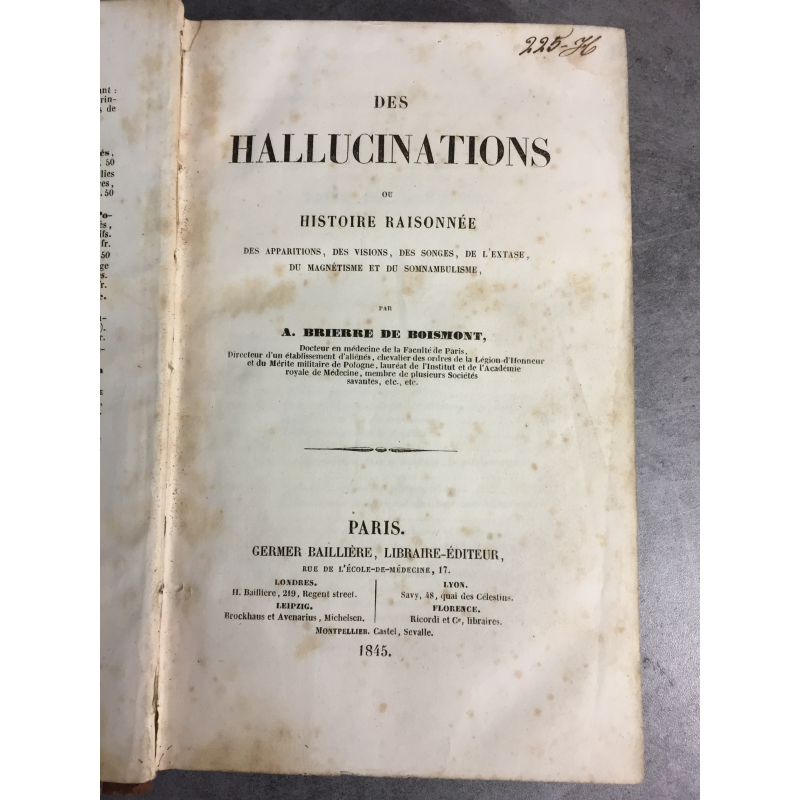 225-H
DES
HALLUCINATIONS
OU
HISTOIRE RAISONNÉE
DES APPARITIONS, DES VISIONS, DES SONGES, DE L'EXTASE,
DU MAGNÉTISME ET DU SOMNAMBULISME,
PAR
A. BRIERRE DE BOISMONT,
Docteur en médecine de la Faculté de Paris,
Directeur d'un établissement d'aliénés, chevalier des ordres de la Légion-d'Honneur
et du Mérite militaire de Pologne, lauréat de l'Institut et de l'Académie
royale de Médecine, membre de plusieurs Sociétés
savantes, etc., etc.
PARIS.
GERMER BAILLIÈRE, LIBRAIRE-ÉDITEUR,
RUE DE L'ÉCOLE-DE-MÉDECINE, 17.
LONDRES.
H. Bailliere, 219, Regent street.
LEIPZIG.
Brockhaus et Avenarius, Michelsen.
LYON.
Savy, 48, quai des Célestins.
FLORENCE.
Ricordi et Ce, libraires.
MONTPELLIER. Castel, Sevalle.
1845.